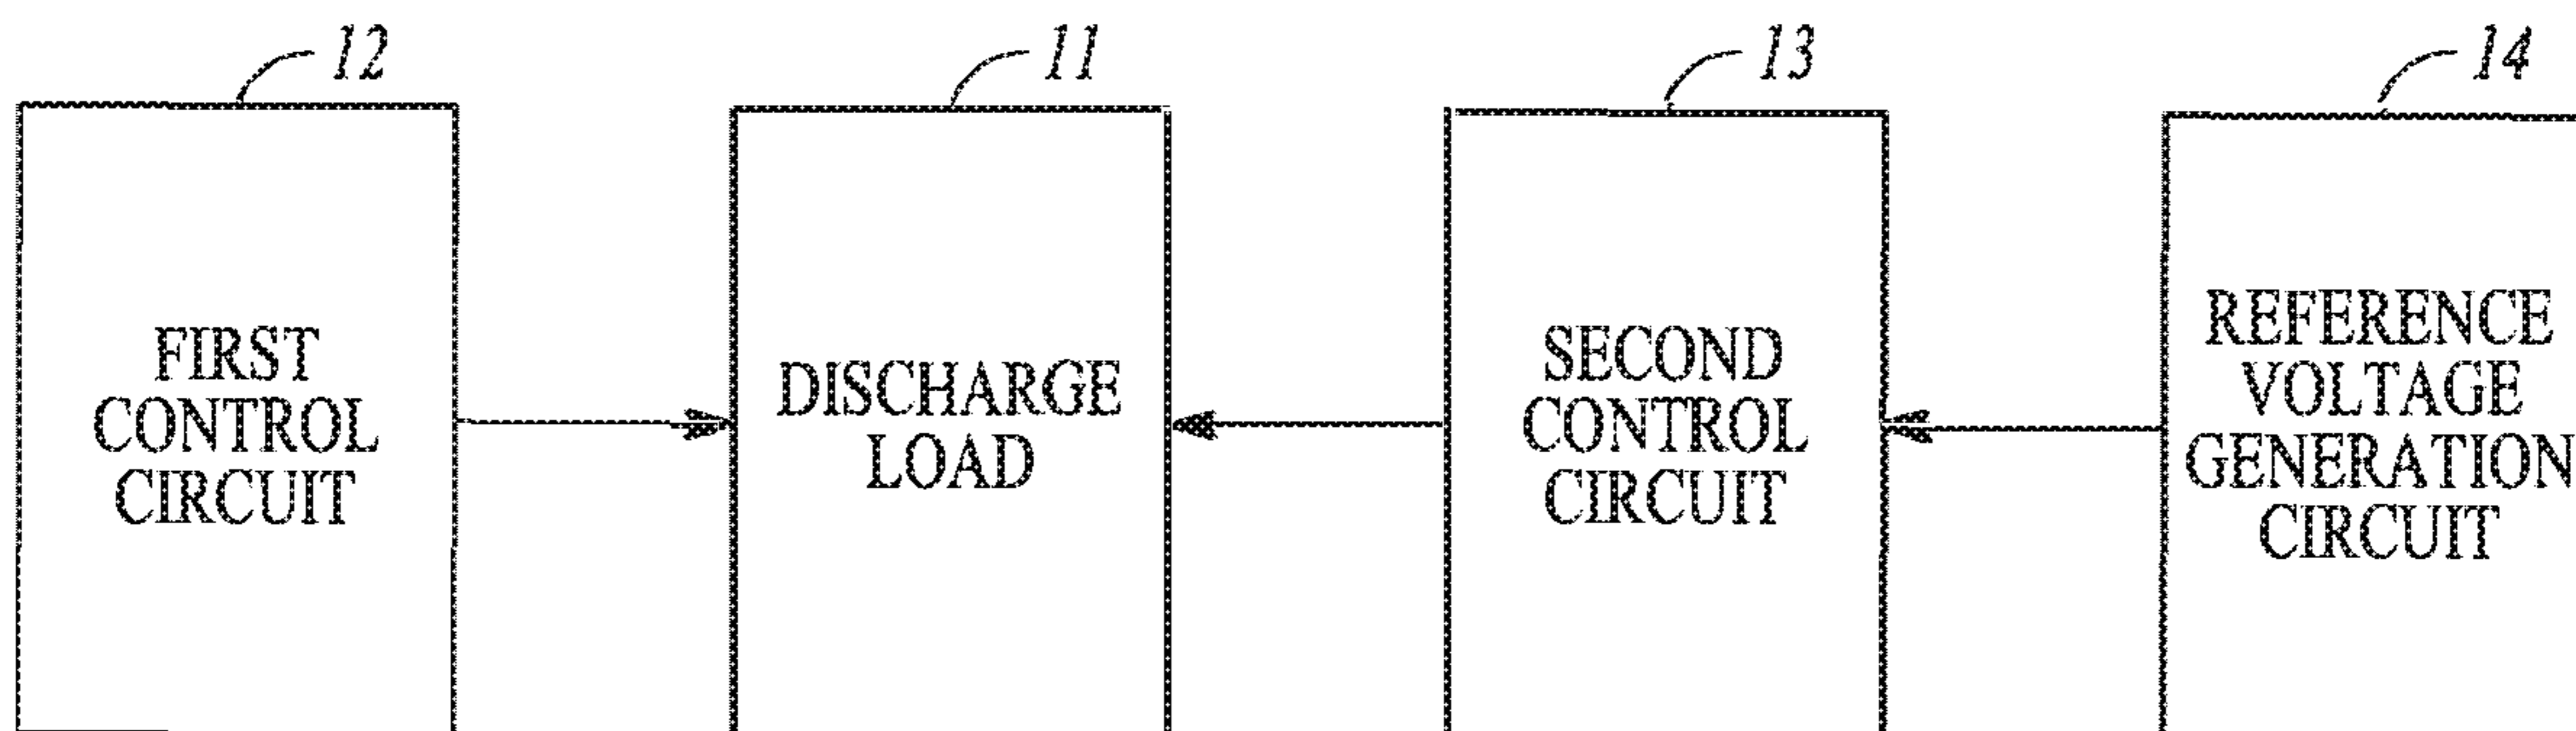 12
11
13
14
FIRST
CONTROL
CIRCUIT
DISCHARGE
LOAD
SECOND
CONTROL
CIRCUIT
REFERENCE
VOLTAGE
GENERATION
CIRCUIT